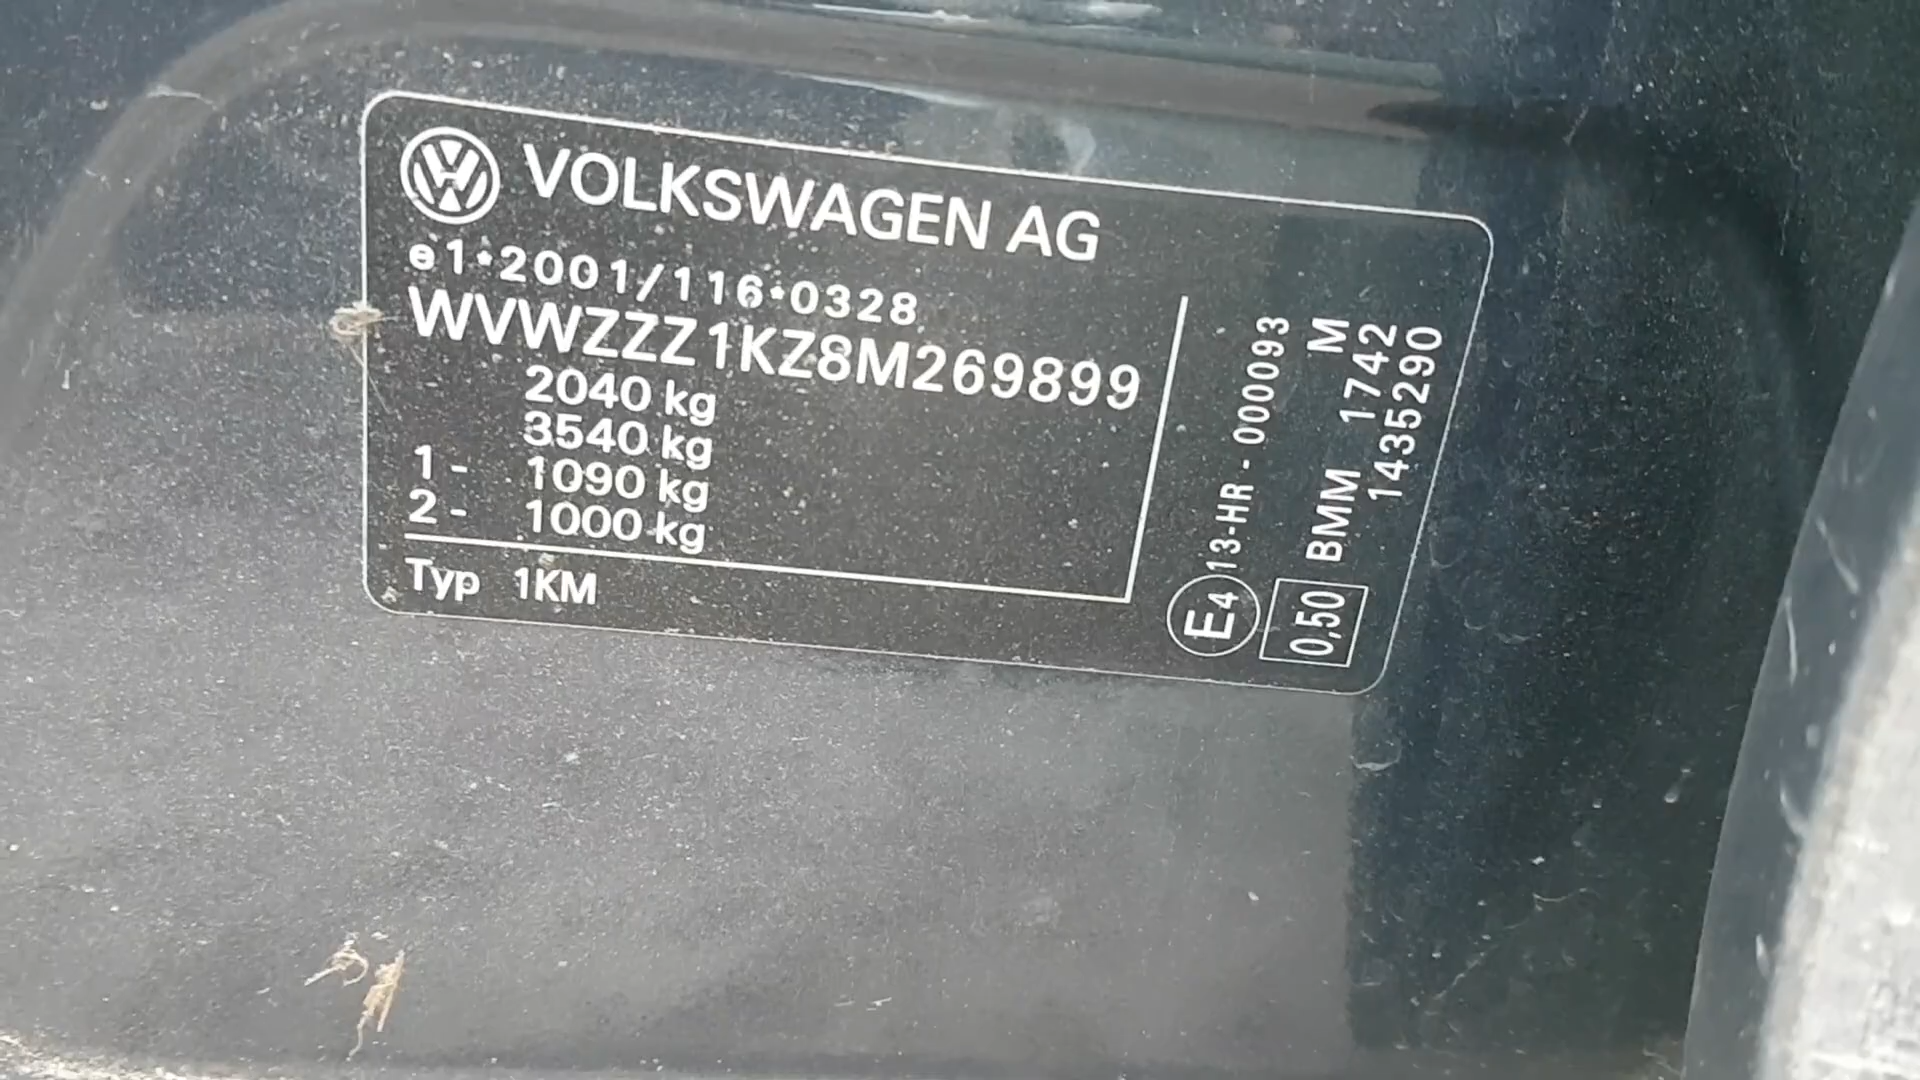 VOLKSWAGEN AG
e1*2001/116*0328
WVWZZZ1KZ8M269899
2040 kg
3540 kg
1- 1090 kg
2- 1000 kg
Typ 1KM
E4 13-HR-000093
0,50 BMM 1742 M
1435290